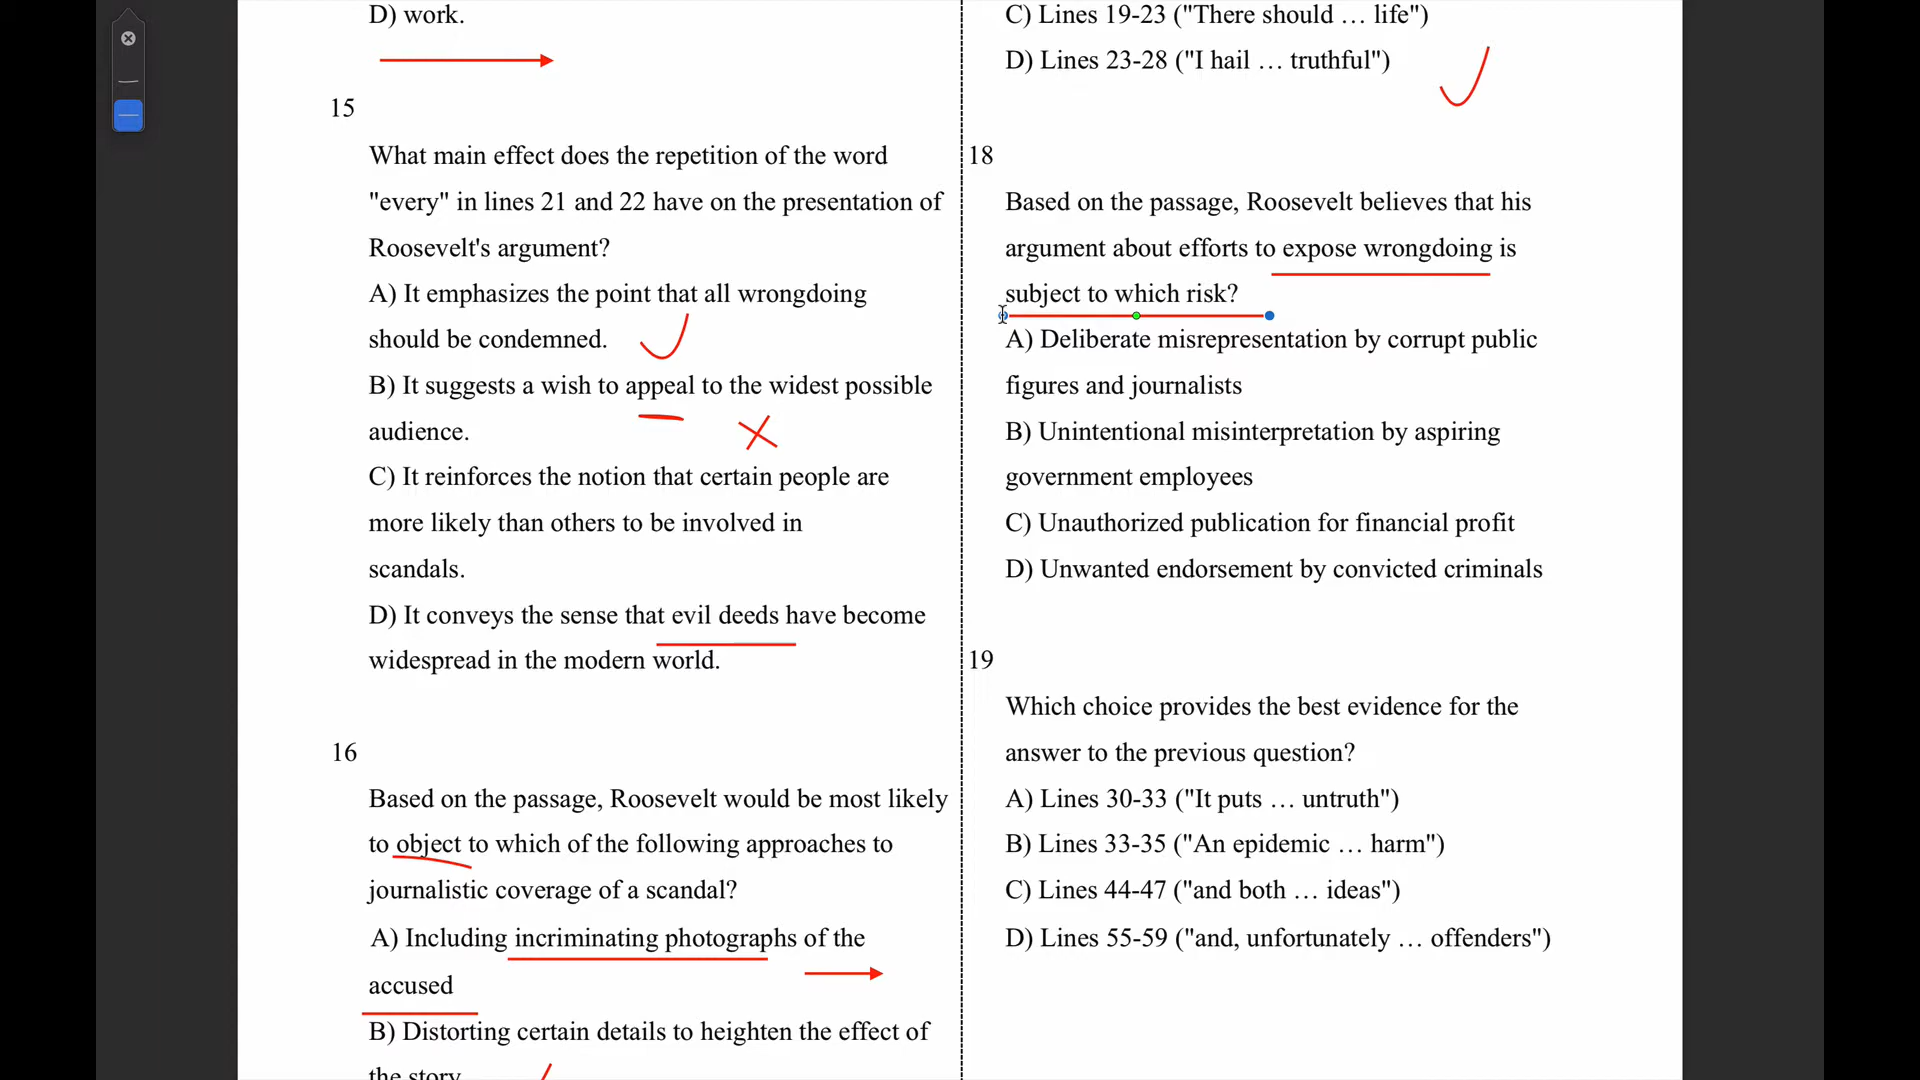 D) work.
15
What main effect does the repetition of the word
"every" in lines 21 and 22 have on the presentation of
Roosevelt's argument?
A) It emphasizes the point that all wrongdoing
should be condemned.
B) It suggests a wish to appeal to the widest possible
audience.
C) It reinforces the notion that certain people are
more likely than others to be involved in
scandals.
D) It conveys the sense that evil deeds have become
widespread in the modern world.
16
Based on the passage, Roosevelt would be most likely
to object to which of the following approaches to
journalistic coverage of a scandal?
A) Including incriminating photographs of the
accused
B) Distorting certain details to heighten the effect of
the story
C) Lines 19-23 ("There should … life")
D) Lines 23-28 ("I hail … truthful")
18
Based on the passage, Roosevelt believes that his
argument about efforts to expose wrongdoing is
subject to which risk?
A) Deliberate misrepresentation by corrupt public
figures and journalists
B) Unintentional misinterpretation by aspiring
government employees
C) Unauthorized publication for financial profit
D) Unwanted endorsement by convicted criminals
19
Which choice provides the best evidence for the
answer to the previous question?
A) Lines 30-33 ("It puts … untruth")
B) Lines 33-35 ("An epidemic … harm")
C) Lines 44-47 ("and both … ideas")
D) Lines 55-59 ("and, unfortunately … offenders")